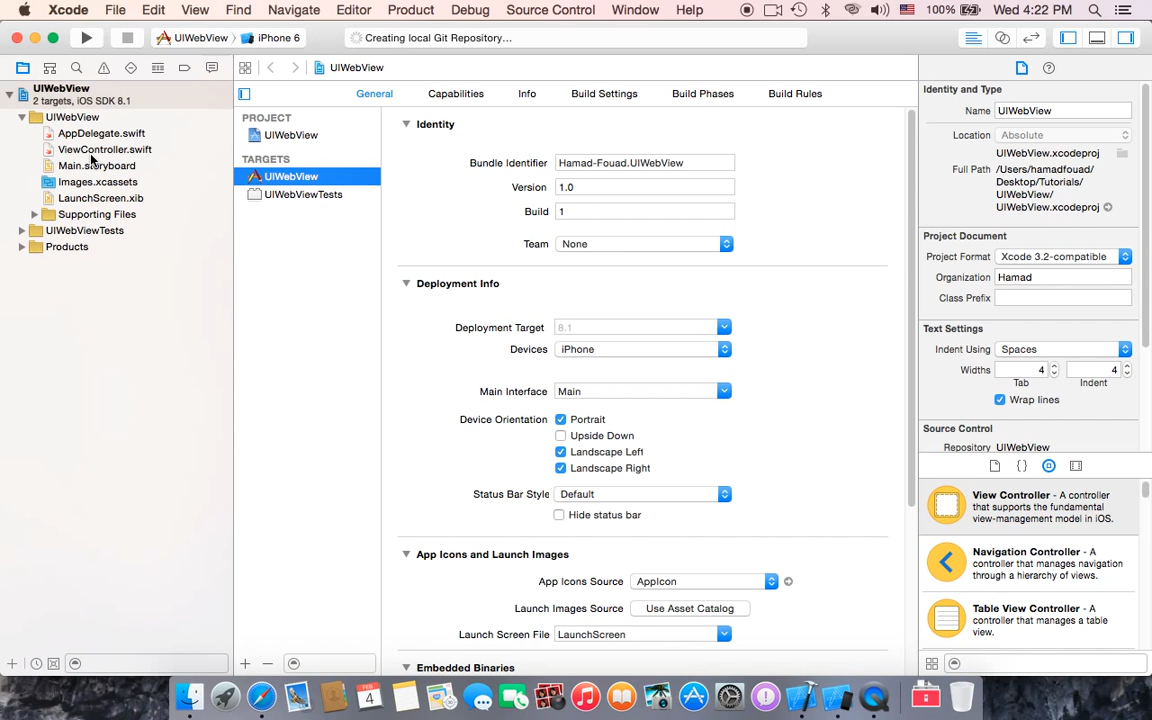 Xcode File Edit View Find Navigate Editor Product Debug Source Control Window Help 100% Wed 4:22 PM
UIWebView iPhone 6 Creating local Git Repository...
UIWebView
UIWebView
2 targets, iOS SDK 8.1
UIWebView
AppDelegate.swift
ViewController.swift
Main.storyboard
Images.xcassets
LaunchScreen.xib
Supporting Files
UIWebViewTests
Products
General Capabilities Info Build Settings Build Phases Build Rules
PROJECT
UIWebView
TARGETS
UIWebView
UIWebViewTests
Identity
Bundle Identifier Hamad-Fouad.UIWebView
Version 1.0
Build 1
Team None
Deployment Info
Deployment Target 8.1
Devices iPhone
Main Interface Main
Device Orientation Portrait
Upside Down
Landscape Left
Landscape Right
Status Bar Style Default
Hide status bar
App Icons and Launch Images
App Icons Source AppIcon
Launch Images Source Use Asset Catalog
Launch Screen File LaunchScreen
Embedded Binaries
Identity and Type
Name UIWebView
Location Absolute
UIWebView.xcodeproj
Full Path /Users/hamadfouad/
Desktop/Tutorials/
UIWebView/
UIWebView.xcodeproj
Project Document
Project Format Xcode 3.2-compatible
Organization Hamad
Class Prefix
Text Settings
Indent Using Spaces
Widths 4 4
Tab Indent
Wrap lines
Source Control
Repository UIWebView
View Controller - A controller
that supports the fundamental
view-management model in iOS.
Navigation Controller - A
controller that manages navigation
through a hierarchy of views.
Table View Controller - A
controller that manages a table
view.
FEB
4